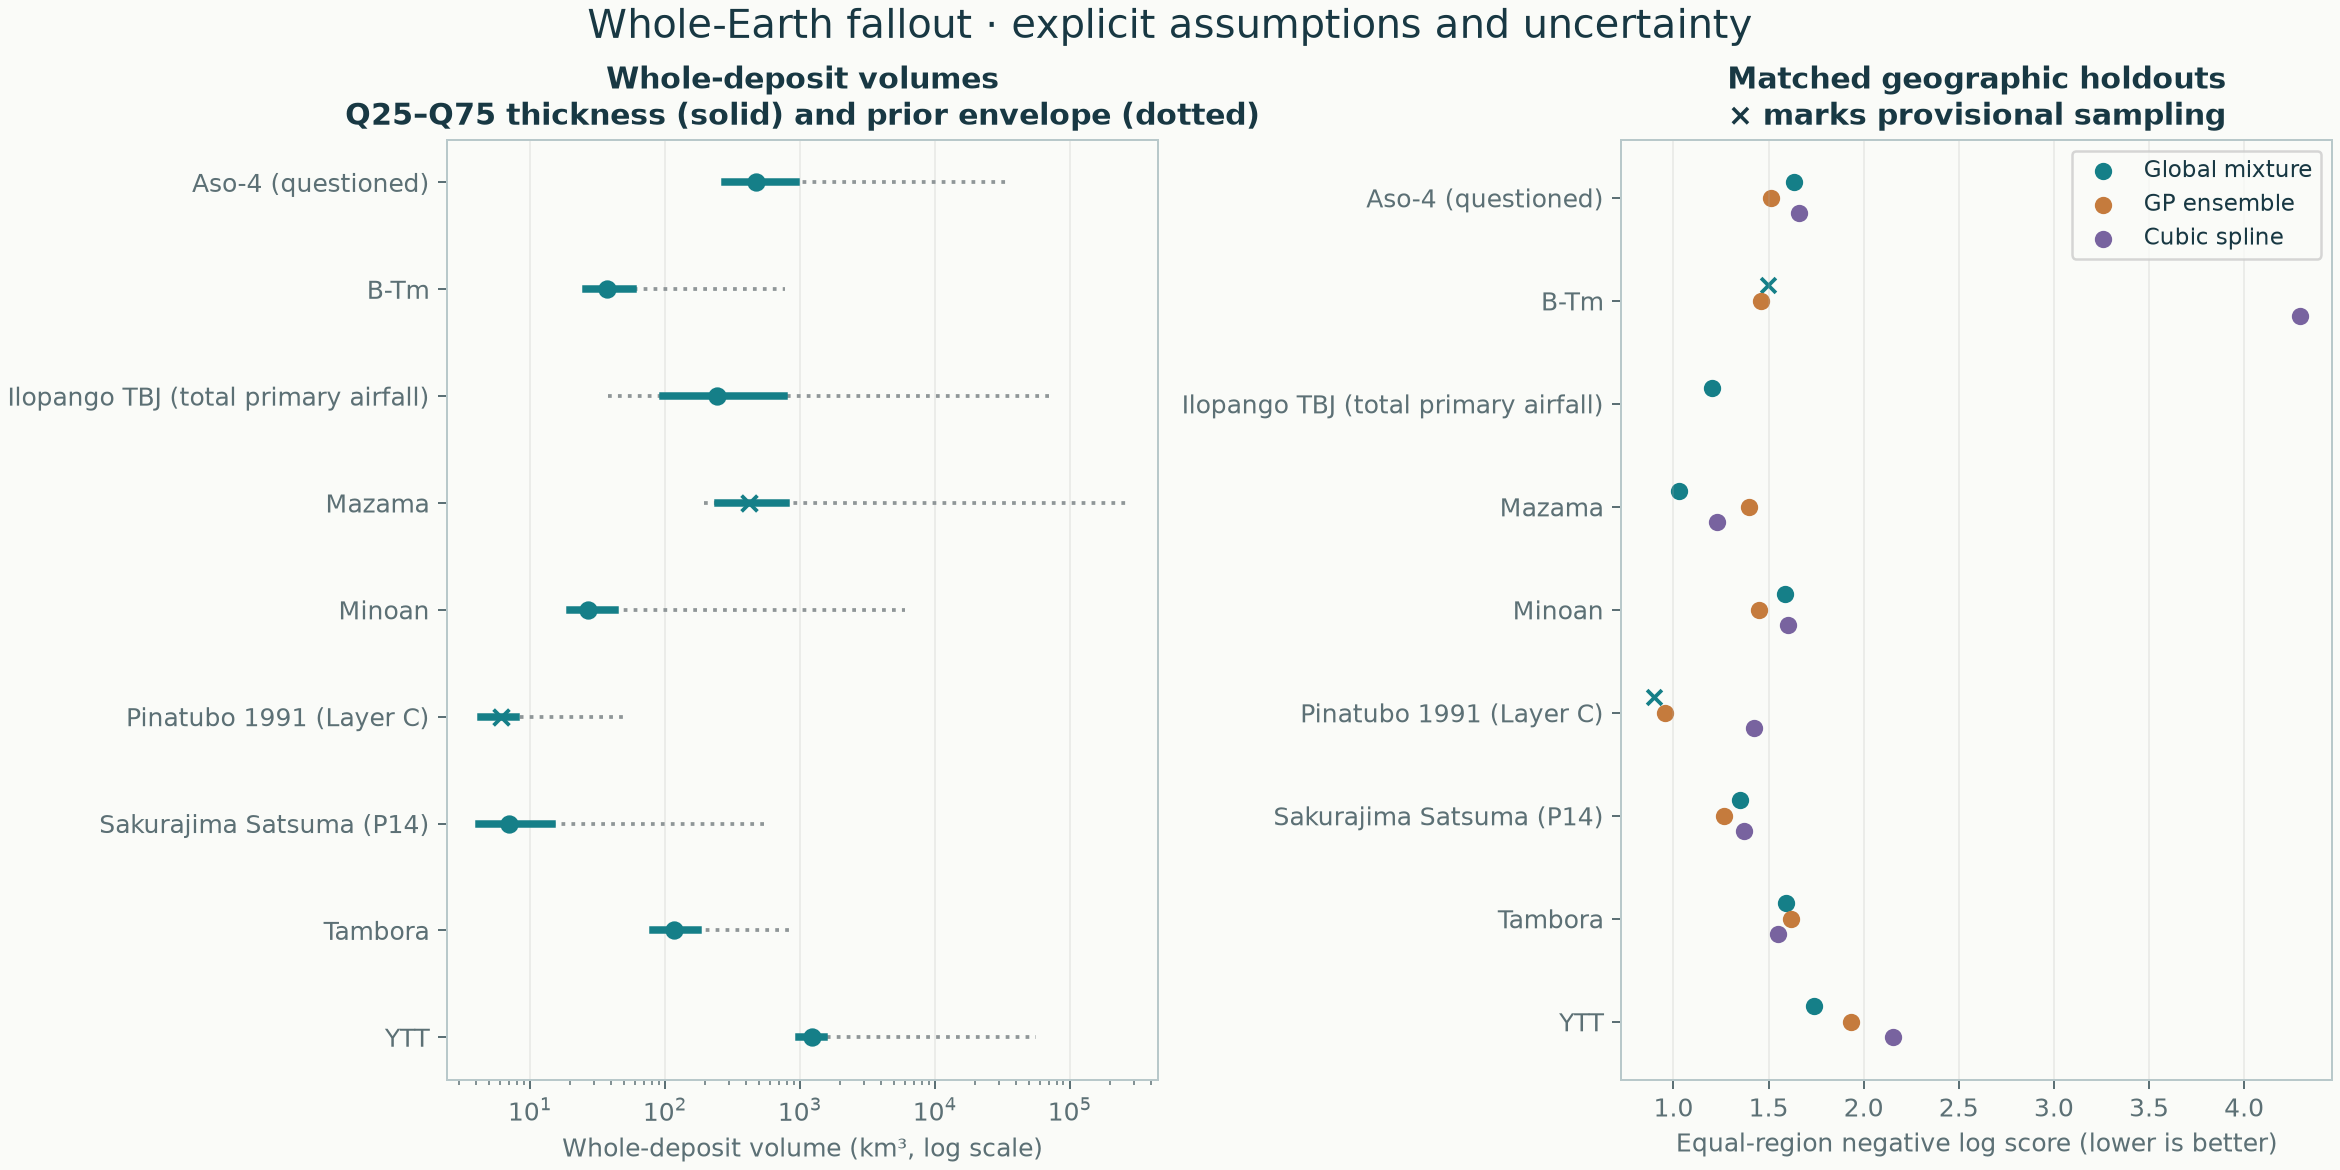 Whole-Earth fallout · explicit assumptions and uncertainty
Whole-deposit volumes
Q25–Q75 thickness (solid) and prior envelope (dotted)
Aso-4 (questioned)
B-Tm
Ilopango TBJ (total primary airfall)
Mazama
Minoan
Pinatubo 1991 (Layer C)
Sakurajima Satsuma (P14)
Tambora
YTT
10¹ 10² 10³ 10⁴ 10⁵
Whole-deposit volume (km³, log scale)
Matched geographic holdouts
× marks provisional sampling
Global mixture
GP ensemble
Cubic spline
Aso-4 (questioned)
B-Tm
Ilopango TBJ (total primary airfall)
Mazama
Minoan
Pinatubo 1991 (Layer C)
Sakurajima Satsuma (P14)
Tambora
YTT
1.0 1.5 2.0 2.5 3.0 3.5 4.0
Equal-region negative log score (lower is better)